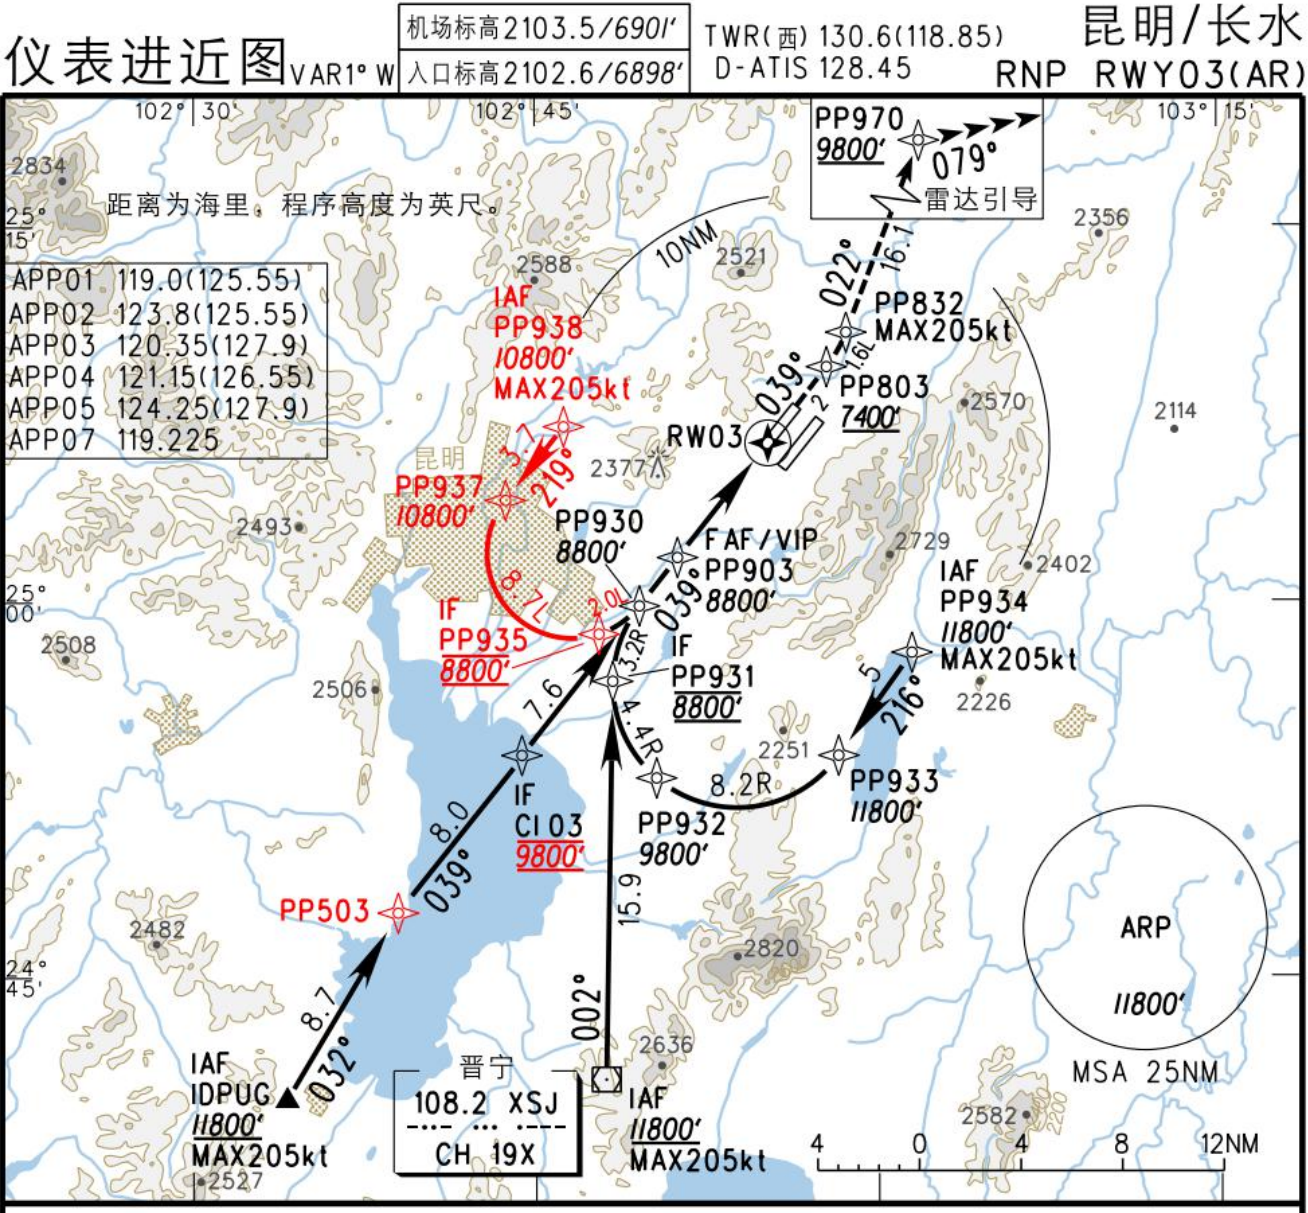 仪表进近图
VAR1° W
机场标高2103.5/6901'
入口标高2102.6/6898'
TWR(西) 130.6(118.85)
D-ATIS 128.45
昆明/长水
RNP RWY03(AR)
102° 30'
102° 45'
103° 15'
25° 15'
25° 00'
24° 45'
距离为海里，程序高度为英尺。
APP01 119.0(125.55)
APP02 123.8(125.55)
APP03 120.35(127.9)
APP04 121.15(126.55)
APP05 124.25(127.9)
APP07 119.225
2834
2588
2521
2356
10NM
PP970
9800'
079°
雷达引导
16.1
022°
PP832
MAX205kt
1.6L
PP803
7400'
2
039°
RW03
IAF
PP938
10800'
MAX205kt
3.7
219°
昆明
PP937
10800'
8.7L
2377
2570
2114
2493
2729
2402
PP930
8800'
FAF/VIP
PP903
8800'
039°
2.0L
IF
PP935
8800'
3.2R
IF
PP931
8800'
IAF
PP934
11800'
MAX205kt
5
216°
2508
2506
2226
2251
7.6
4.4R
8.2R
PP933
11800'
PP932
9800'
IF
CI03
9800'
8.0
039°
PP503
15.9
002°
2482
2820
ARP
11800'
MSA 25NM
8.7
032°
IAF
IDPUG
11800'
MAX205kt
2527
晋宁
108.2 XSJ
—··— ··· ·———
CH 19X
2636
IAF
11800'
MAX205kt
2582
2200
4 0 4 8 12NM